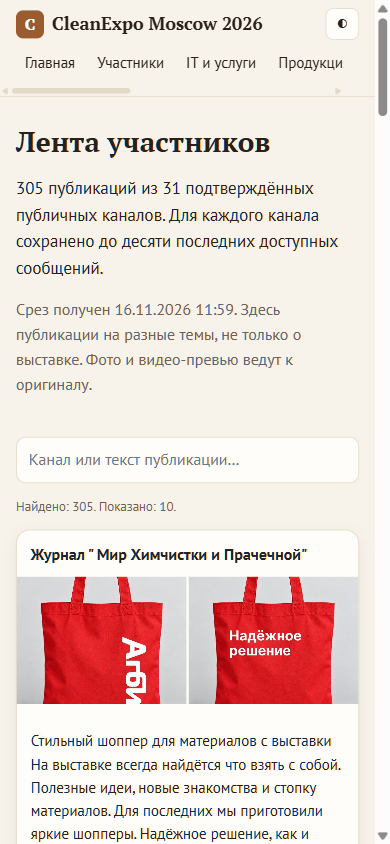 C CleanExpo Moscow 2026
Главная Участники IT и услуги Продукци
Лента участников
305 публикаций из 31 подтверждённых
публичных каналов. Для каждого канала
сохранено до десяти последних доступных
сообщений.
Срез получен 16.11.2026 11:59. Здесь
публикации на разные темы, не только о
выставке. Фото и видео-превью ведут к
оригиналу.
Канал или текст публикации...
Найдено: 305. Показано: 10.
Журнал " Мир Химчистки и Прачечной"
Агби
Надёжное
решение
Стильный шоппер для материалов с выставки
На выставке всегда найдётся что взять с собой.
Полезные идеи, новые знакомства и стопку
материалов. Для последних мы приготовили
яркие шопперы. Надёжное решение, как и